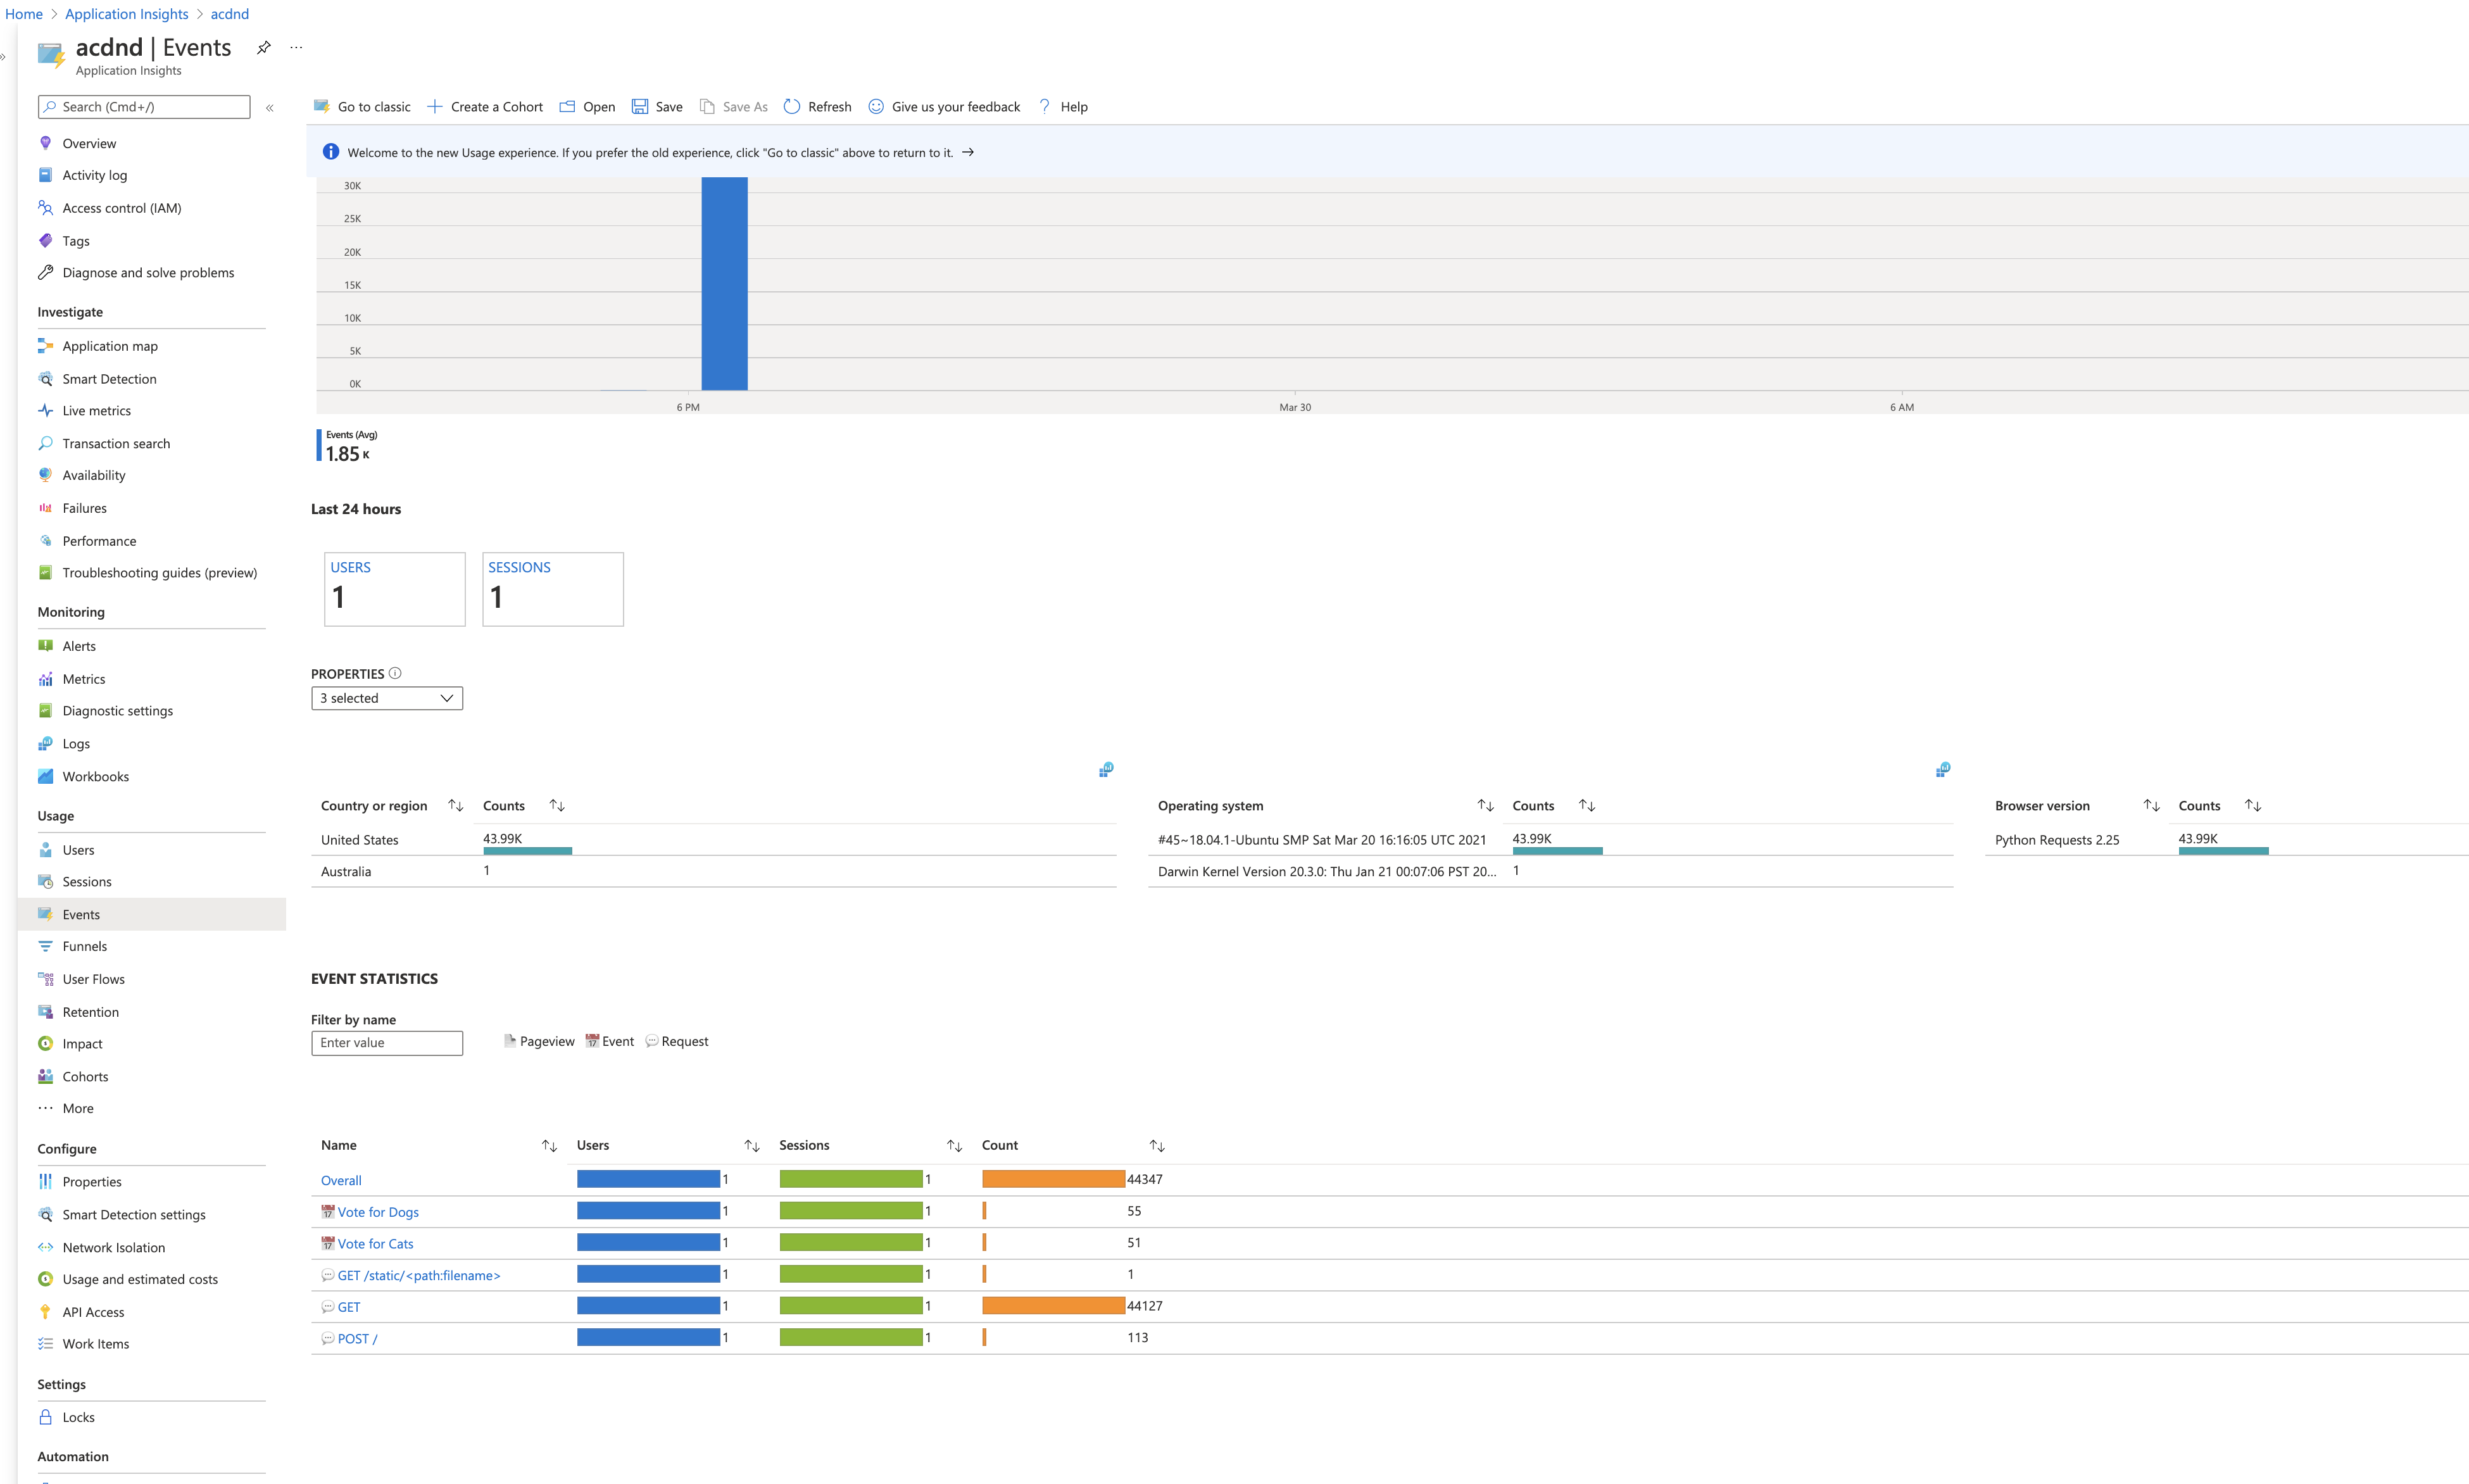 Home > Application Insights > acdnd
acdnd | Events
Application Insights
Search (Cmd+/)
Overview
Activity log
Access control (IAM)
Tags
Diagnose and solve problems
Investigate
Application map
Smart Detection
Live metrics
Transaction search
Availability
Failures
Performance
Troubleshooting guides (preview)
Monitoring
Alerts
Metrics
Diagnostic settings
Logs
Workbooks
Usage
Users
Sessions
Events
Funnels
User Flows
Retention
Impact
Cohorts
More
Configure
Properties
Smart Detection settings
Network Isolation
Usage and estimated costs
API Access
Work Items
Settings
Locks
Automation
Go to classic Create a Cohort Open Save Save As Refresh Give us your feedback ? Help
Welcome to the new Usage experience. If you prefer the old experience, click "Go to classic" above to return to it. →
30K
25K
20K
15K
10K
5K
0K
6 PM Mar 30 6 AM
Events (Avg)
1.85 K
Last 24 hours
USERS
1
SESSIONS
1
PROPERTIES
3 selected
Country or region Counts
United States 43.99K
Australia 1
Operating system Counts
#45~18.04.1-Ubuntu SMP Sat Mar 20 16:16:05 UTC 2021 43.99K
Darwin Kernel Version 20.3.0: Thu Jan 21 00:07:06 PST 20... 1
Browser version Counts
Python Requests 2.25 43.99K
EVENT STATISTICS
Filter by name
Enter value
Pageview Event Request
Name Users Sessions Count
Overall 1 1 44347
Vote for Dogs 1 1 55
Vote for Cats 1 1 51
GET /static/<path:filename> 1 1 1
GET 1 1 44127
POST / 1 1 113